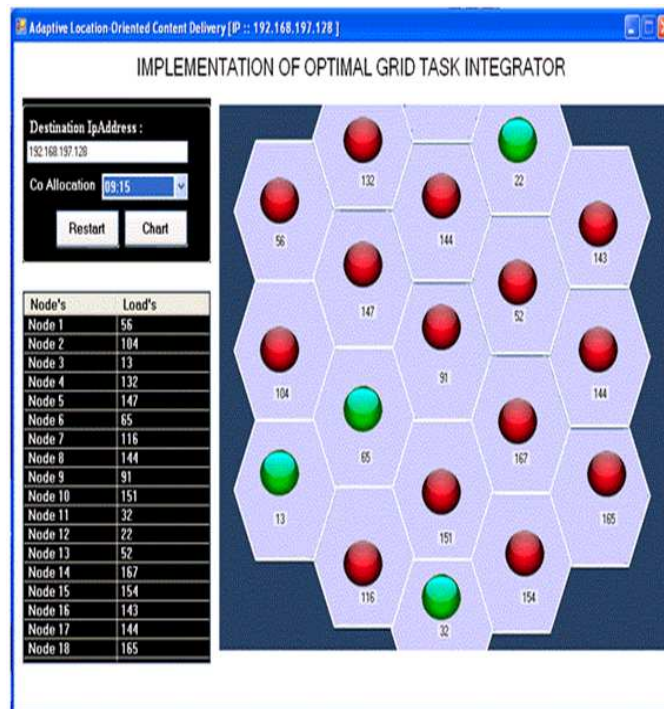 Adaptive Location-Oriented Content Delivery [IP :: 192.168.197.128 ]
IMPLEMENTATION OF OPTIMAL GRID TASK INTEGRATOR
Destination IpAddress :
192.168.197.128
Co Allocation 09:15
Restart Chart
Node's Load's
Node 1 56
Node 2 104
Node 3 13
Node 4 132
Node 5 147
Node 6 65
Node 7 116
Node 8 144
Node 9 91
Node 10 151
Node 11 32
Node 12 22
Node 13 52
Node 14 167
Node 15 154
Node 16 143
Node 17 144
Node 18 165
132
22
56
144
143
147
52
91
104
144
65
167
13
151
165
116
154
32